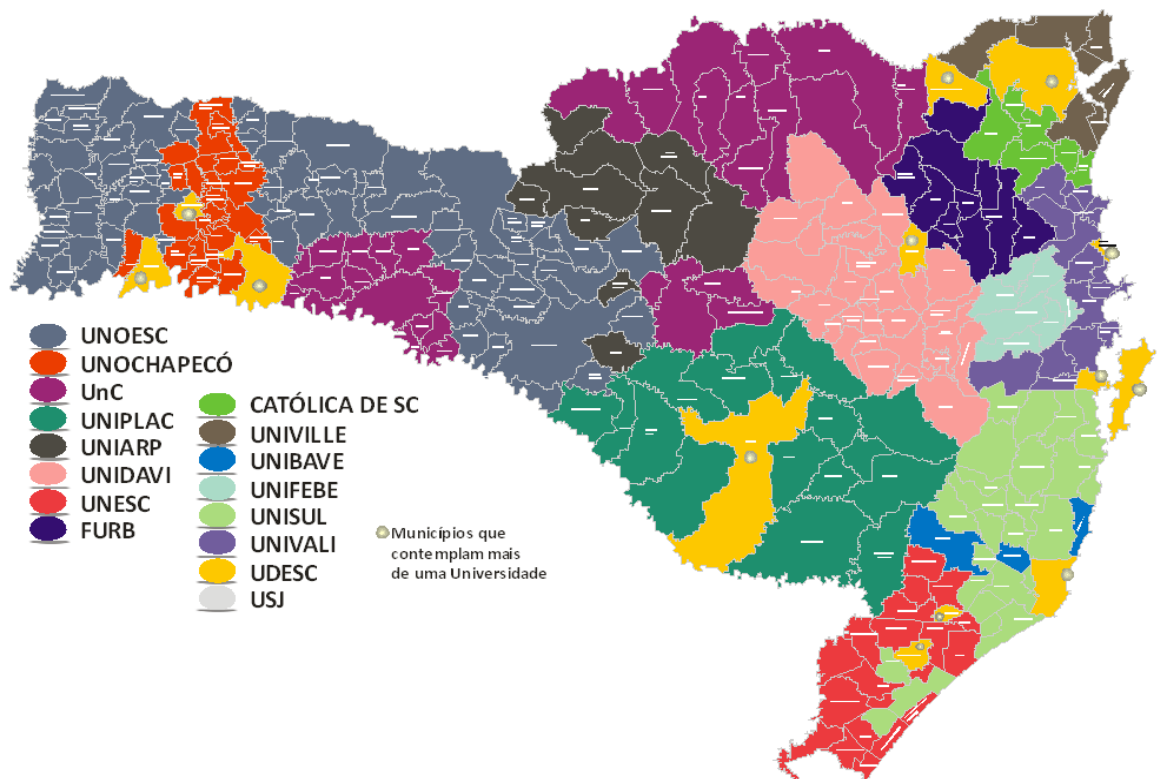 UNOESC
UNOCHAPECÓ
UnC
UNIPLAC
UNIARP
UNIDAVI
UNESC
FURB
CATÓLICA DE SC
UNIVILLE
UNIBAVE
UNIFEBE
UNISUL
UNIVALI
UDESC
USJ
Municípios que
contemplam mais
de uma Universidade